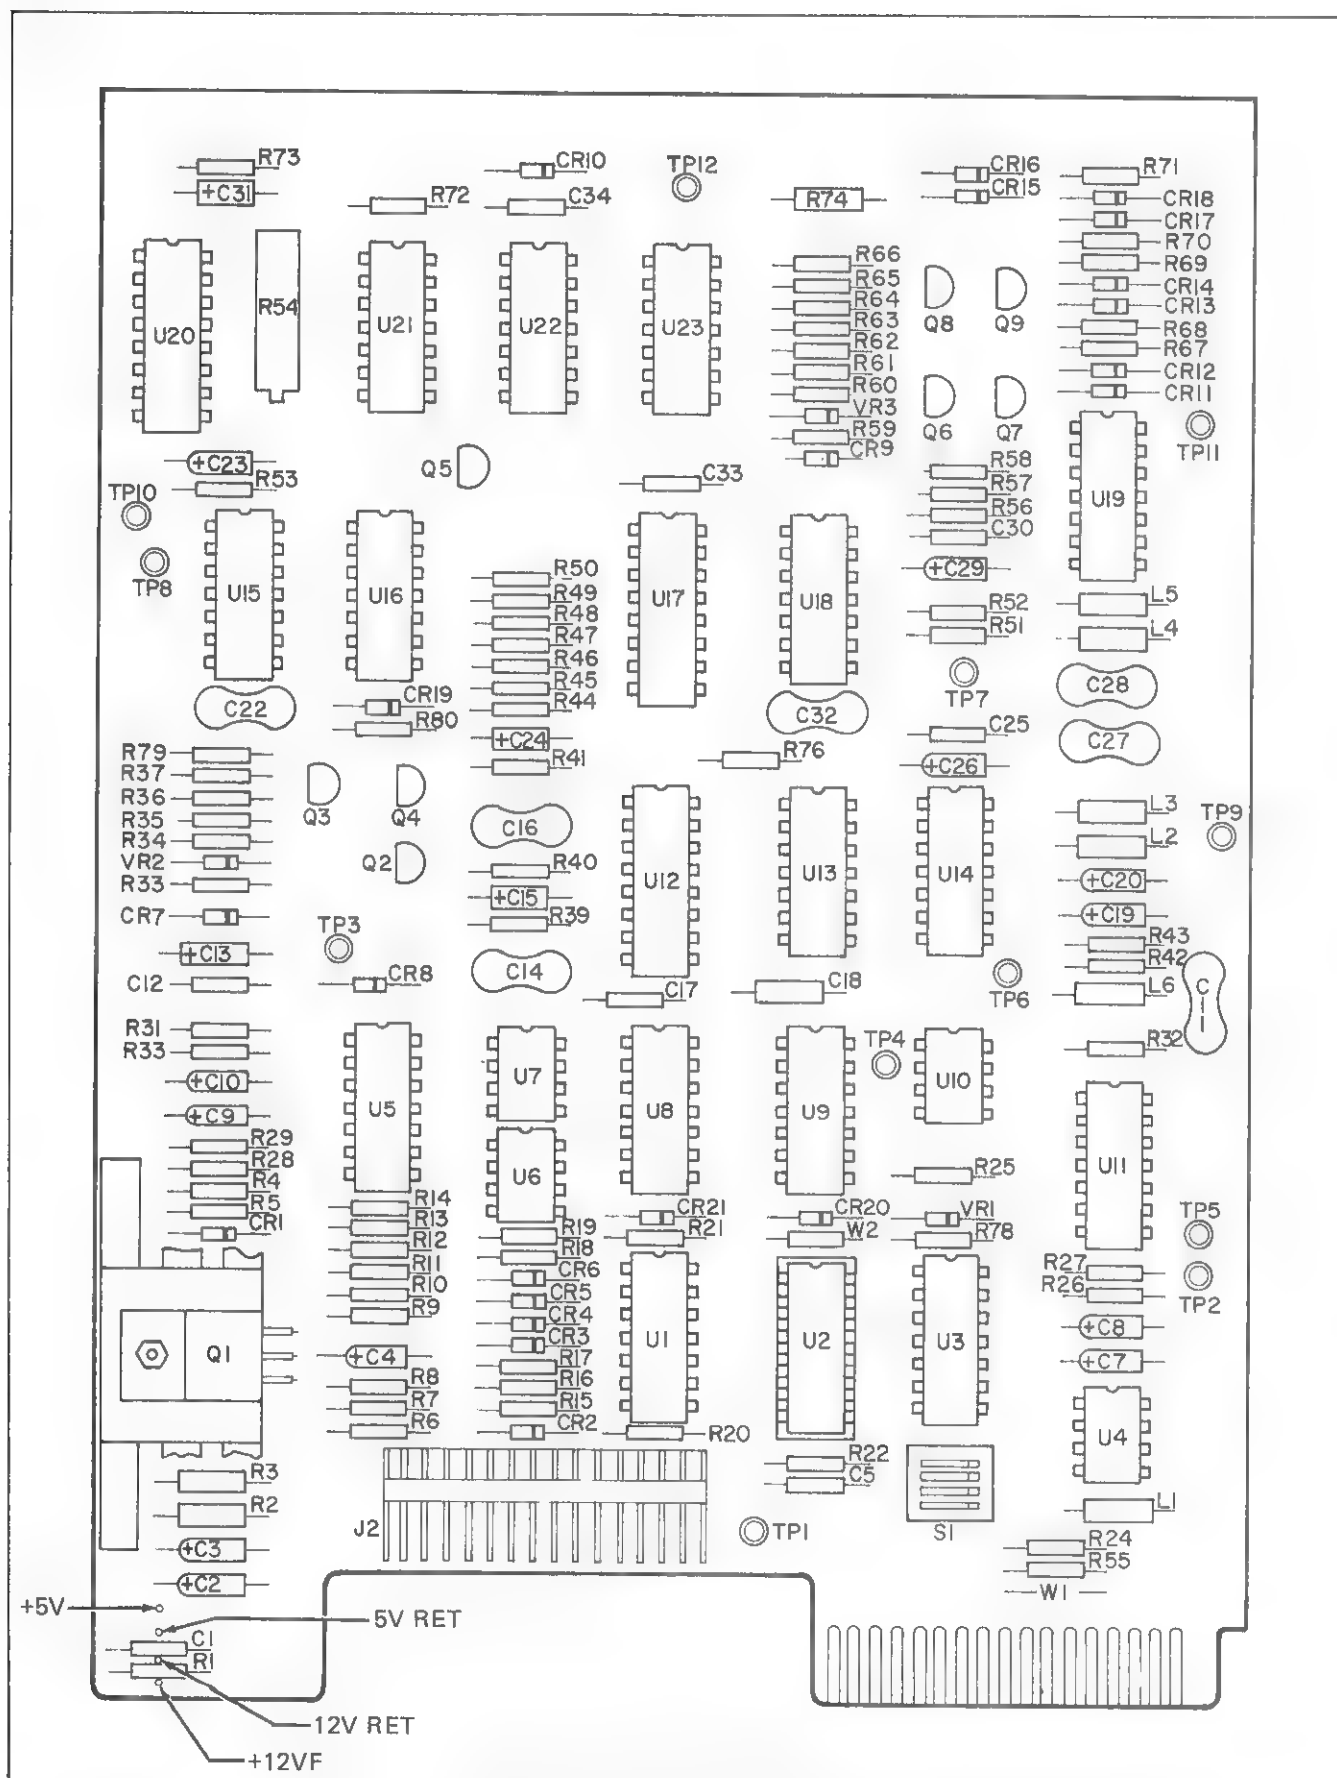 R73
+C31
R72
CR10
C34
TP12
R74
CR16
CR15
R71
CR18
CR17
R70
R69
CR14
CR13
R68
R67
CR12
CR11
U20
R54
U21
U22
U23
R66
R65
R64
R63
R62
R61
R60
VR3
R59
CR9
Q8
Q9
Q6
Q7
TP11
+C23
R53
Q5
C33
R58
R57
R56
C30
+C29
U19
TP10
TP8
U15
U16
R50
R49
R48
R47
R46
R45
R44
+C24
R41
U17
U18
R52
R51
L5
L4
TP7
C22
CR19
R80
C32
C28
C27
R76
C25
+C26
R79
R37
R36
R35
R34
VR2
R33
CR7
+C13
C12
Q3
Q4
Q2
C16
R40
+C15
R39
C14
U12
U13
U14
L3
L2
TP9
+C20
+C19
R43
R42
L6
C11
TP3
CR8
C17
C18
TP6
R31
R33
+C10
+C9
R29
R28
R4
R5
CR1
U5
U7
U6
U8
U9
TP4
U10
R32
U11
R25
R14
R13
R12
R11
R10
R9
R19
R18
CR6
CR5
CR4
CR3
R17
R16
R15
CR2
CR21
R21
CR20
W2
VR1
R78
TP5
R27
R26
TP2
Q1
+C4
R8
R7
R6
U1
U2
U3
+C8
+C7
U4
R20
R22
C5
S1
L1
R3
R2
+C3
+C2
J2
TP1
R24
R55
W1
+5V
5V RET
C1
R1
12V RET
+12VF